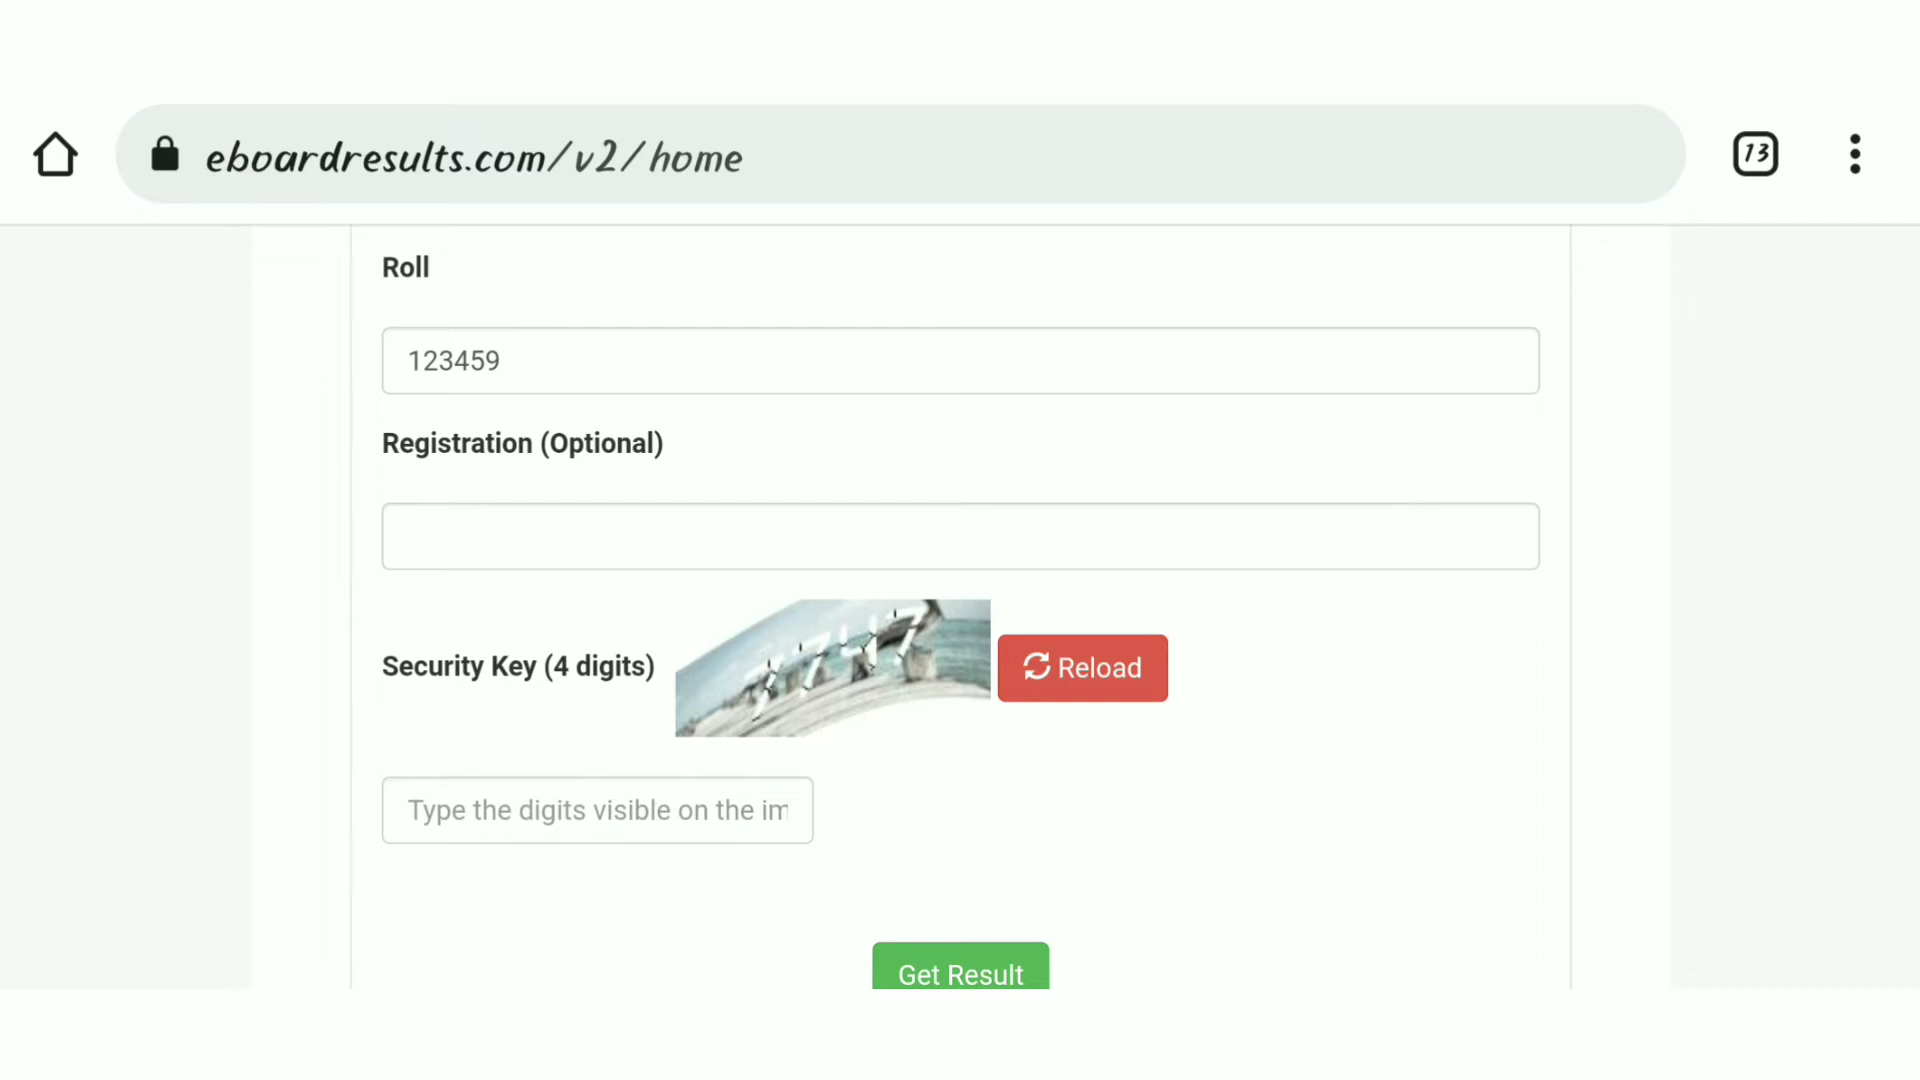 eboardresults.com/v2/home
13
Roll
123459
Registration (Optional)
Security Key (4 digits)
Reload
Type the digits visible on the im
Get Result